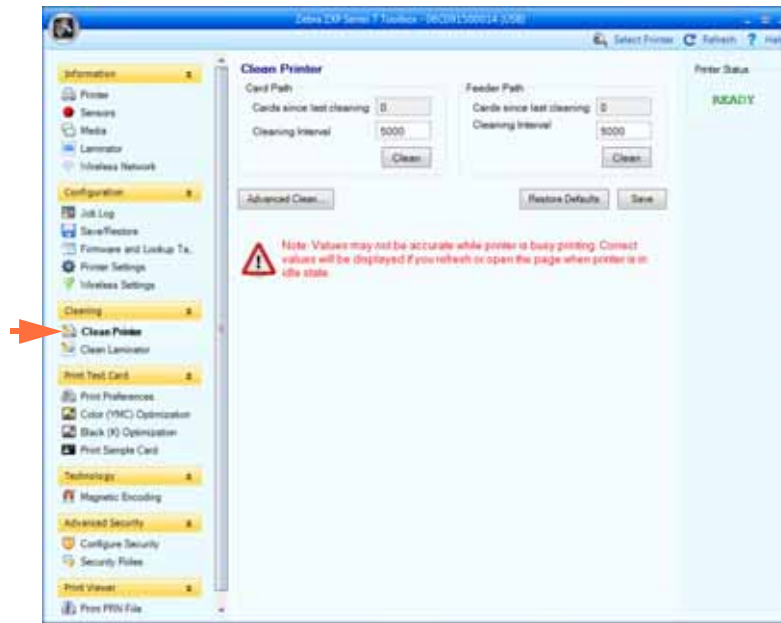 Zebra ZXP Series 7 Toolbox - 06C091500014 (USB)
Select Printer Refresh ? Help
Information
Printer
Sensors
Media
Laminator
Wireless Network
Configuration
Job Log
Save/Restore
Firmware and Lookup Ta..
Printer Settings
Wireless Settings
Cleaning
Clean Printer
Clean Laminator
Print Test Card
Print Preferences
Color (YMC) Optimization
Black (K) Optimization
Print Sample Card
Technology
Magnetic Encoding
Advanced Security
Configure Security
Security Roles
Print Viewer
Print PRN File
Clean Printer
Card Path
Cards since last cleaning 0
Cleaning Interval 5000
Clean
Feeder Path
Cards since last cleaning 0
Cleaning Interval 5000
Clean
Advanced Clean...
Restore Defaults Save
Note: Values may not be accurate while printer is busy printing. Correct
values will be displayed if you refresh or open the page when printer is in
idle state.
Printer Status
READY